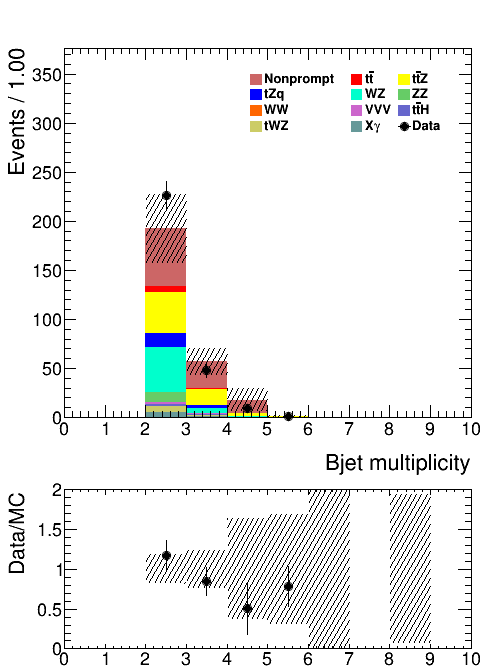 Events / 1.00
350
300
250
200
150
100
50
0
Nonprompt tt̄ tt̄Z
tZq WZ ZZ
WW VVV tt̄H
tWZ Xγ Data
0 1 2 3 4 5 6 7 8 9 10
Bjet multiplicity
Data/MC
2
1.5
1
0.5
0
0 1 2 3 4 5 6 7 8 9 10